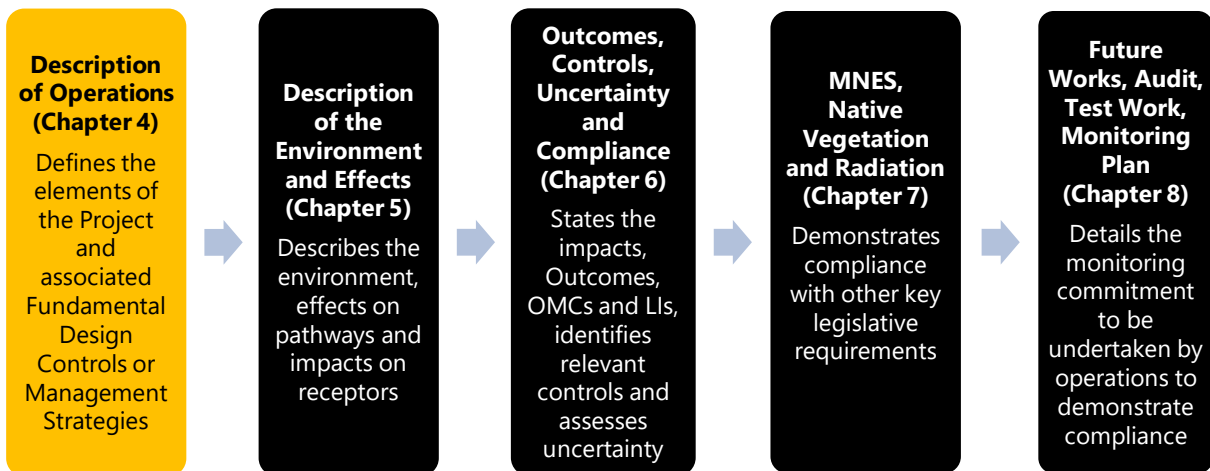 Description
of Operations
(Chapter 4)
Defines the
elements of
the Project
and
associated
Fundamental
Design
Controls or
Management
Strategies
Description
of the
Environment
and Effects
(Chapter 5)
Describes the
environment,
effects on
pathways and
impacts on
receptors
Outcomes,
Controls,
Uncertainty
and
Compliance
(Chapter 6)
States the
impacts,
Outcomes,
OMCs and LIs,
identifies
relevant
controls and
assesses
uncertainty
MNES,
Native
Vegetation
and Radiation
(Chapter 7)
Demonstrates
compliance
with other key
legislative
requirements
Future
Works, Audit,
Test Work,
Monitoring
Plan
(Chapter 8)
Details the
monitoring
commitment
to be
undertaken by
operations to
demonstrate
compliance